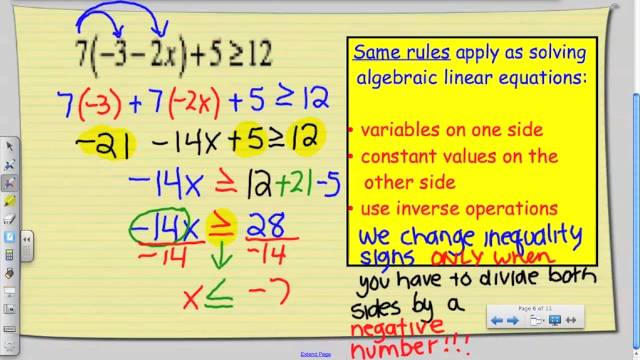 7(-3-2x)+5≥12
7(-3)+7(-2x)+5≥12
-21 -14x+5≥12
-14x ≥ 12+21-5
-14x ≥ 28
-14 -14
x ≤ -2
Same rules apply as solving
algebraic linear equations:
• variables on one side
• constant values on the
other side
• use inverse operations
We change inequality
signs only when
you have to divide both
sides by a
negative
number!!!
Page 6 of 11
Extend Page